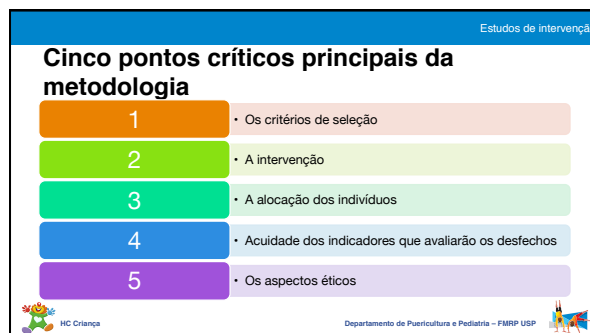 Estudos de intervençã
Cinco pontos críticos principais da
metodologia
1
• Os critérios de seleção
2
• A intervenção
3
• A alocação dos indivíduos
4
• Acuidade dos indicadores que avaliarão os desfechos
5
• Os aspectos éticos
HC Criança
Departamento de Puericultura e Pediatria – FMRP USP